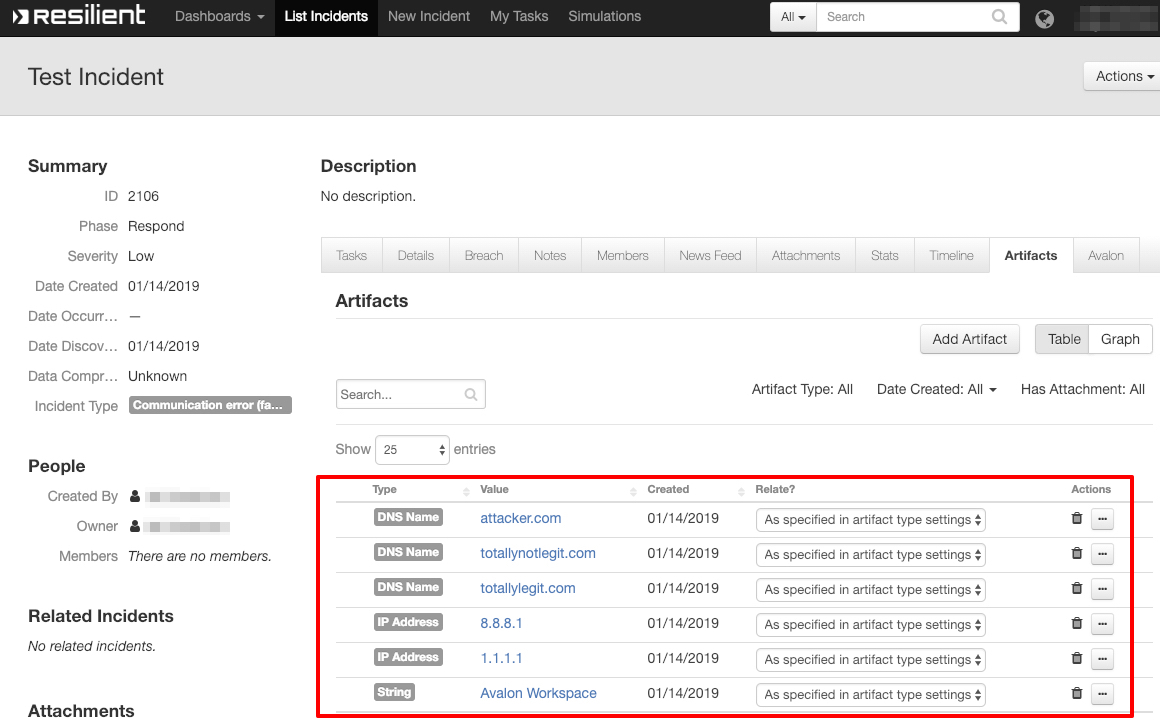 resilient Dashboards List Incidents New Incident My Tasks Simulations All Search
Test Incident Actions
Summary
ID 2106
Phase Respond
Severity Low
Date Created 01/14/2019
Date Occurr... —
Date Discov... 01/14/2019
Data Compr... Unknown
Incident Type Communication error (fa...
People
Created By
Owner
Members There are no members.
Related Incidents
No related incidents.
Attachments
Description
No description.
Tasks Details Breach Notes Members News Feed Attachments Stats Timeline Artifacts Avalon
Artifacts
Add Artifact Table Graph
Search... Artifact Type: All Date Created: All Has Attachment: All
Show 25 entries
Type Value Created Relate? Actions
DNS Name attacker.com 01/14/2019 As specified in artifact type settings ...
DNS Name totallynotlegit.com 01/14/2019 As specified in artifact type settings ...
DNS Name totallylegit.com 01/14/2019 As specified in artifact type settings ...
IP Address 8.8.8.1 01/14/2019 As specified in artifact type settings ...
IP Address 1.1.1.1 01/14/2019 As specified in artifact type settings ...
String Avalon Workspace 01/14/2019 As specified in artifact type settings ...